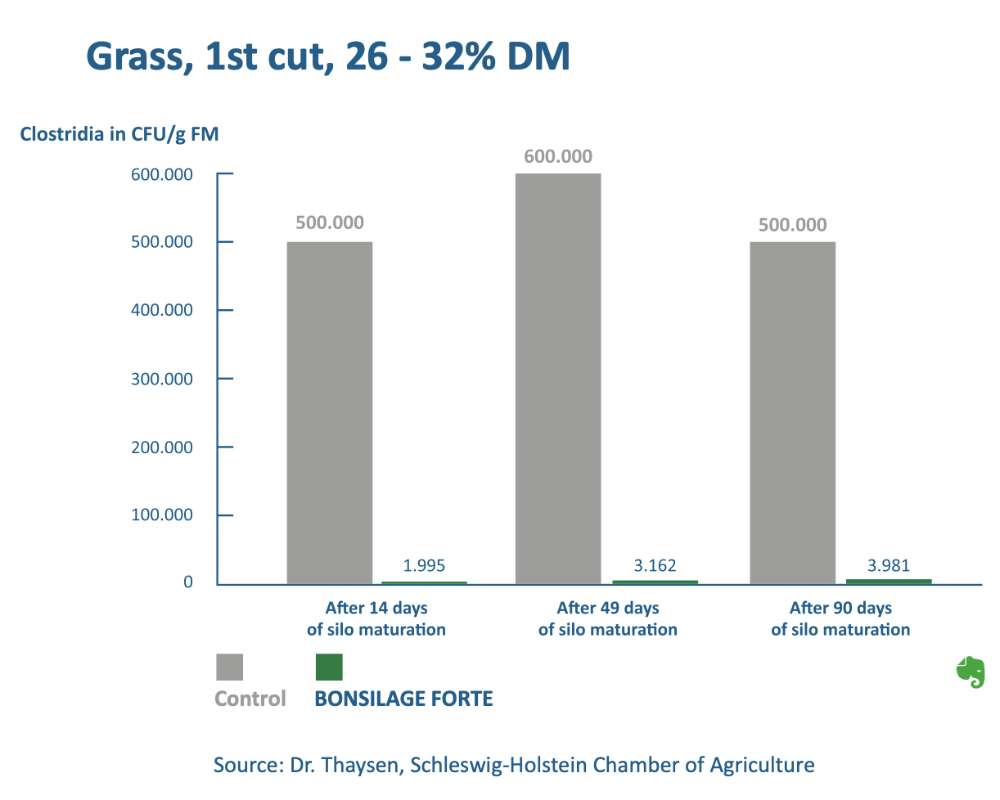 Grass, 1st cut, 26 - 32% DM
Clostridia in CFU/g FM
600.000
500.000
400.000
300.000
200.000
100.000
0
500.000
1.995
600.000
3.162
500.000
3.981
After 14 days
of silo maturation
After 49 days
of silo maturation
After 90 days
of silo maturation
Control
BONSILAGE FORTE
Source: Dr. Thaysen, Schleswig-Holstein Chamber of Agriculture